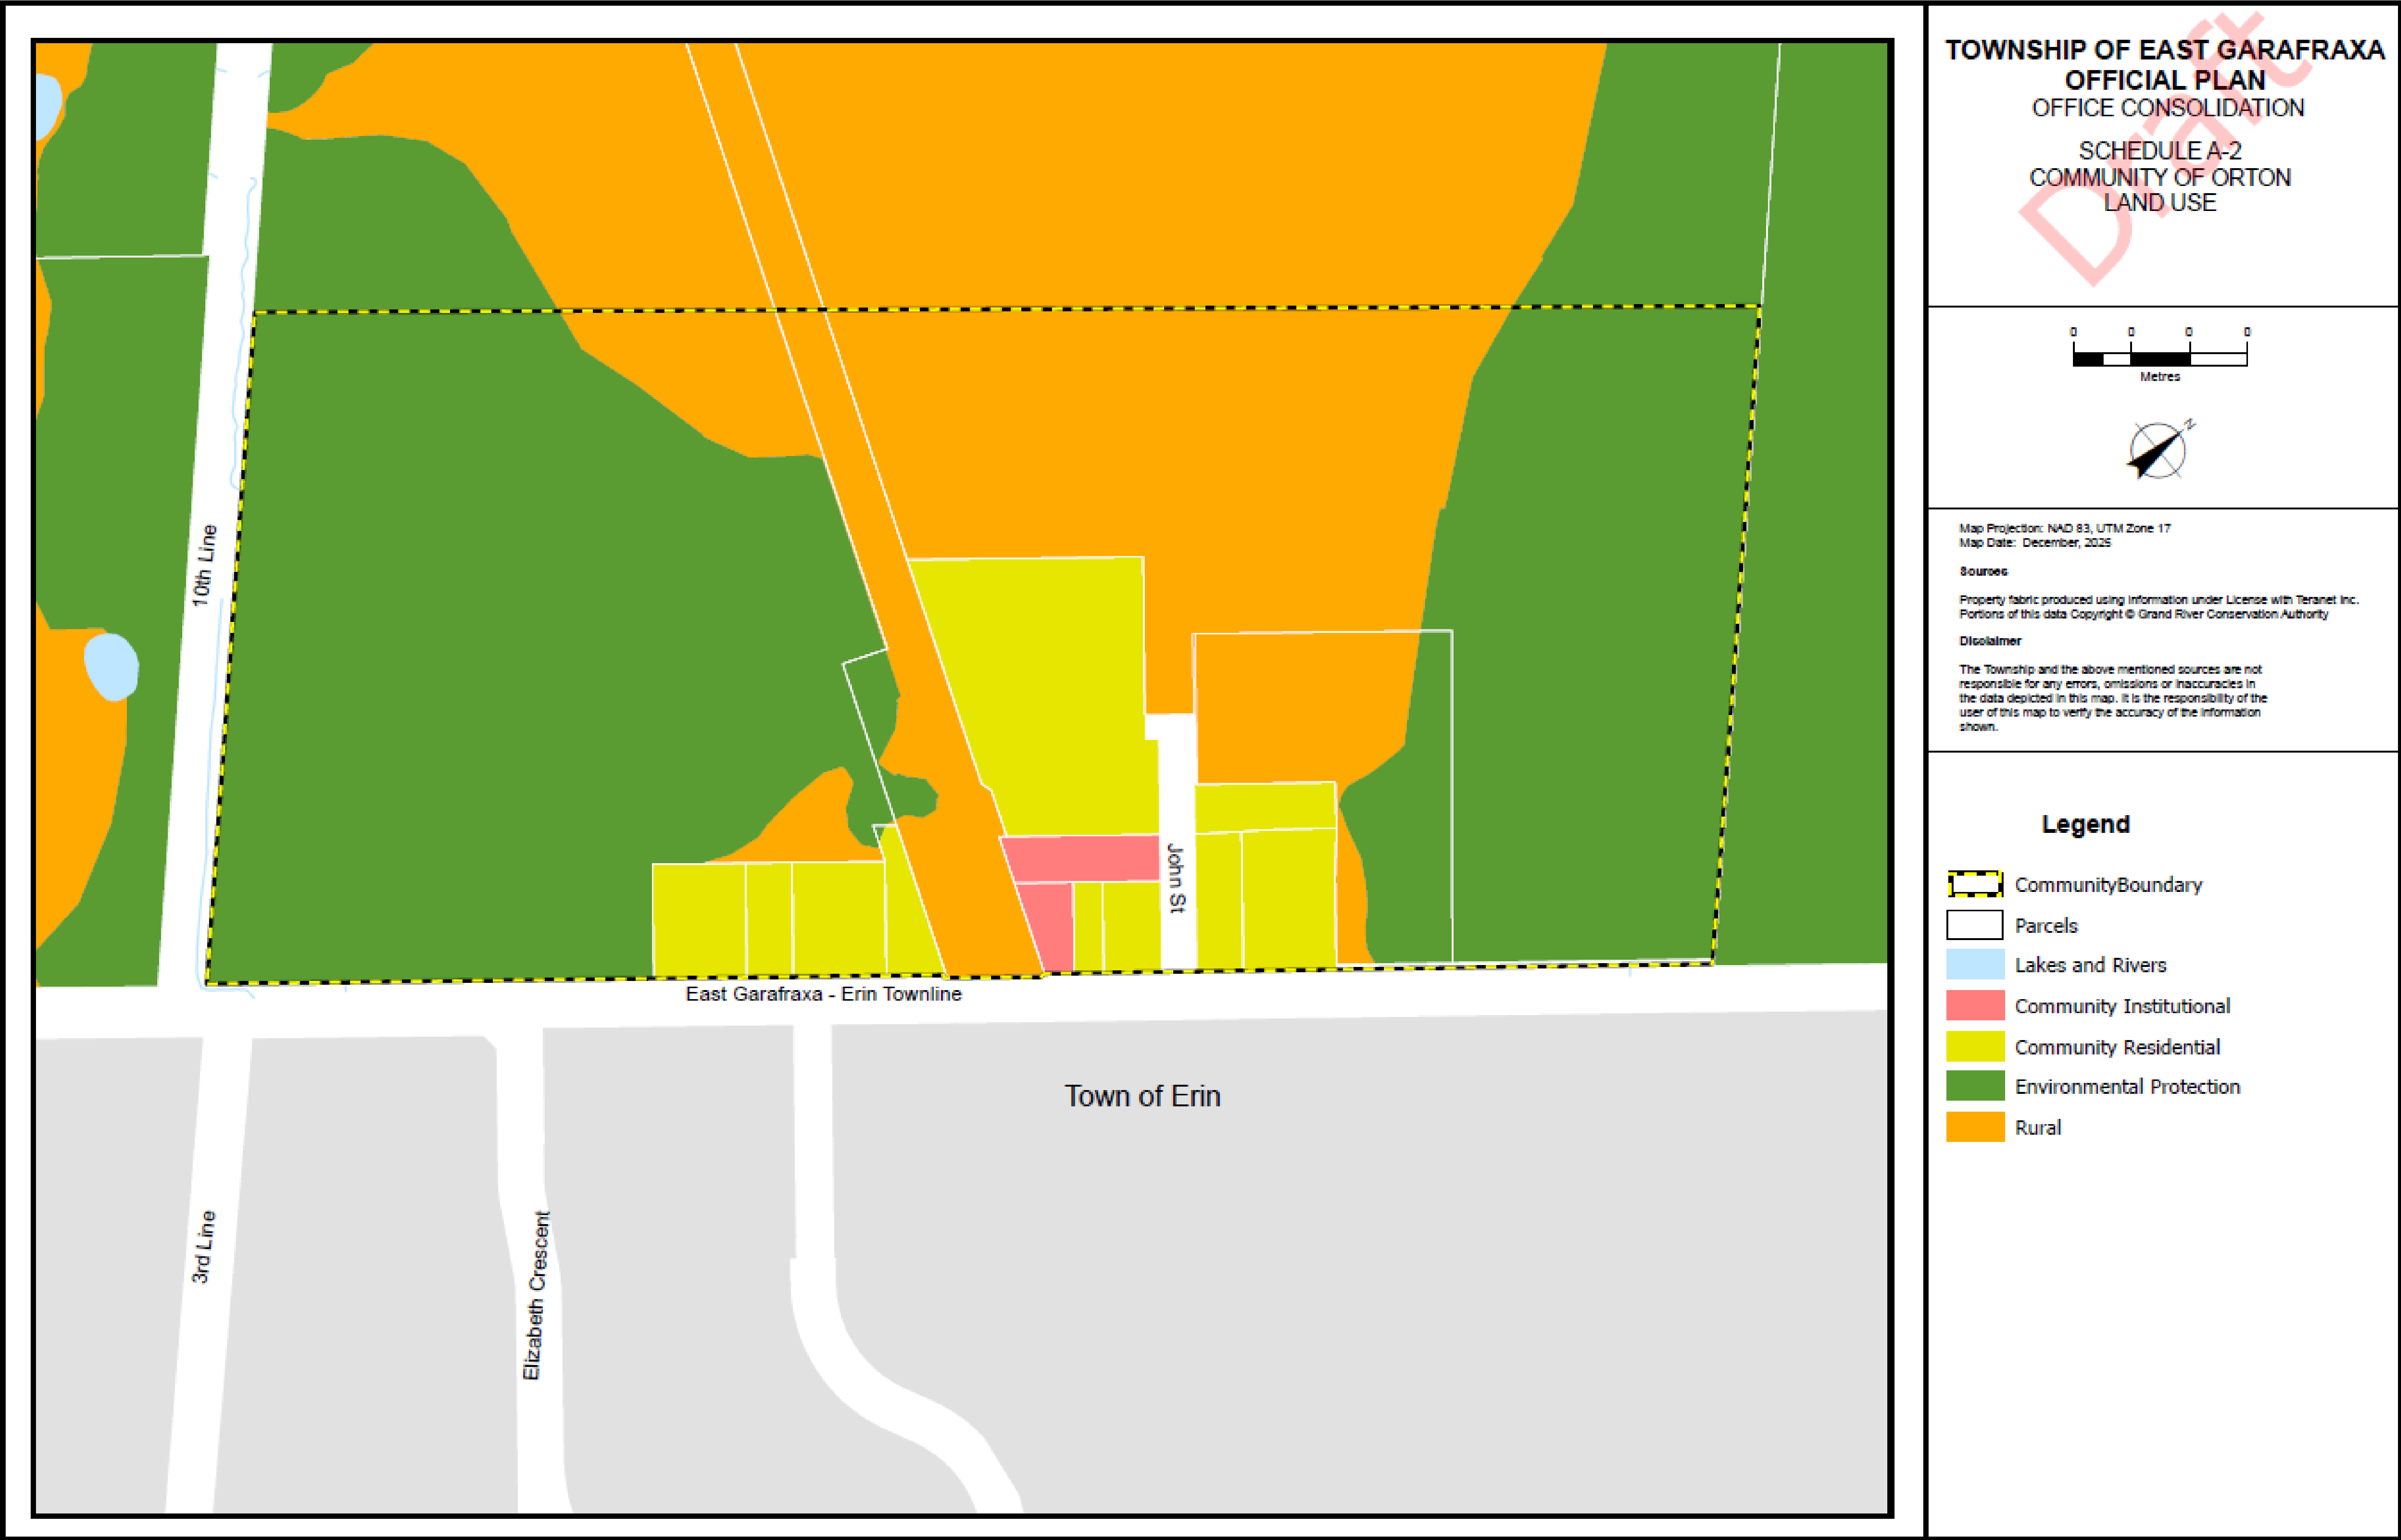 TOWNSHIP OF EAST GARAFRAXA
OFFICIAL PLAN
OFFICE CONSOLIDATION
SCHEDULE A-2
COMMUNITY OF ORTON
LAND USE
Draft
0 0 0 0
Metres
N
Map Projection: NAD 83, UTM Zone 17
Map Date: December, 2025
Sources
Property fabric produced using information under License with Teranet Inc.
Portions of this data Copyright © Grand River Conservation Authority
Disclaimer
The Township and the above mentioned sources are not
responsible for any errors, omissions or inaccuracies in
the data depicted in this map. It is the responsibility of the
user of this map to verify the accuracy of the information
shown.
Legend
CommunityBoundary
Parcels
Lakes and Rivers
Community Institutional
Community Residential
Environmental Protection
Rural
10th Line
John St
East Garafraxa - Erin Townline
Town of Erin
3rd Line
Elizabeth Crescent